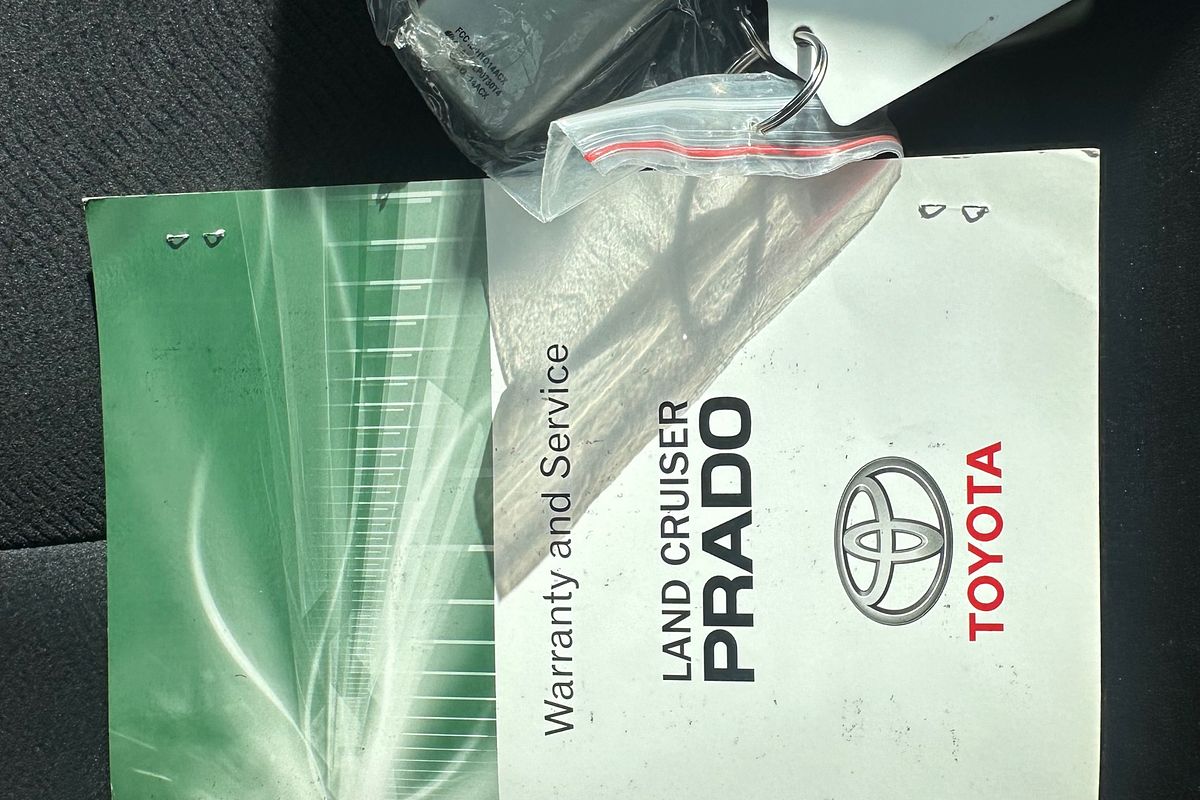 Warranty and Service
LAND CRUISER
PRADO
TOYOTA